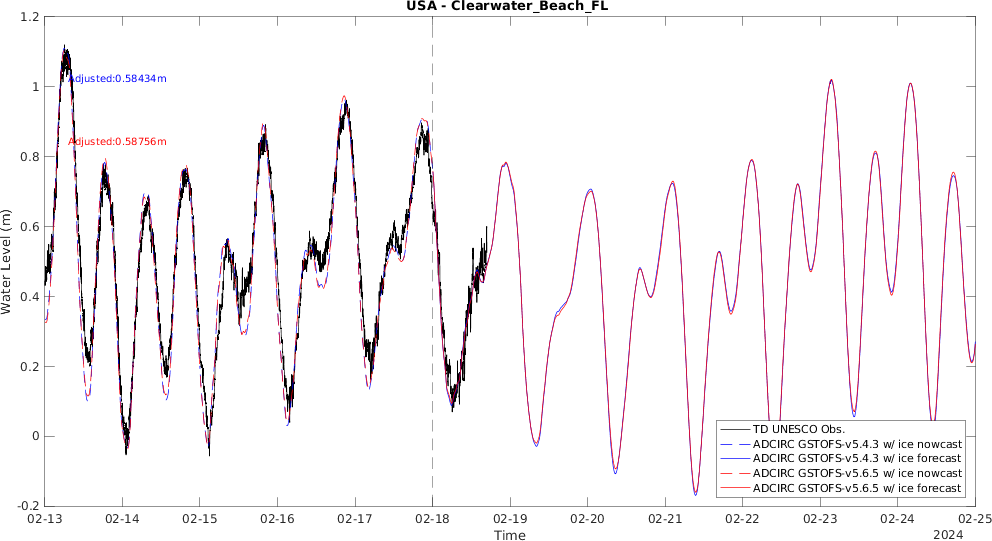 USA - Clearwater_Beach_FL
1.2
1
0.8
0.6
0.4
0.2
0
-0.2
Water Level (m)
Adjusted:0.58434m
Adjusted:0.58756m
TD UNESCO Obs.
ADCIRC GSTOFS-v5.4.3 w/ ice nowcast
ADCIRC GSTOFS-v5.4.3 w/ ice forecast
ADCIRC GSTOFS-v5.6.5 w/ ice nowcast
ADCIRC GSTOFS-v5.6.5 w/ ice forecast
02-13 02-14 02-15 02-16 02-17 02-18 02-19 02-20 02-21 02-22 02-23 02-24 02-25
Time
2024